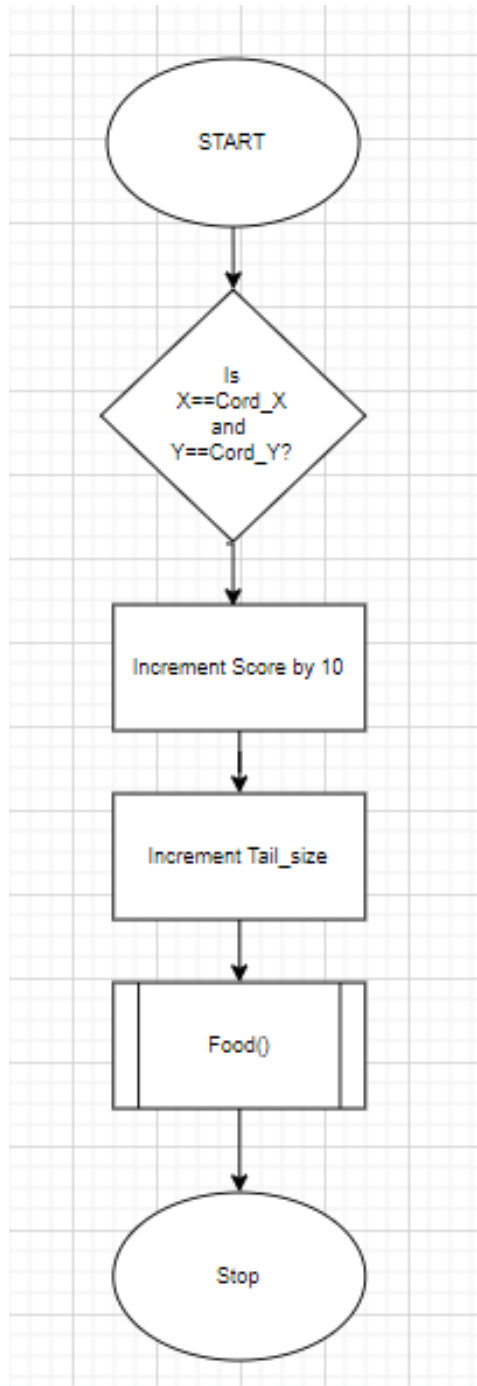 START
Is
X==Cord_X
and
Y==Cord_Y?
Increment Score by 10
Increment Tail_size
Food()
Stop